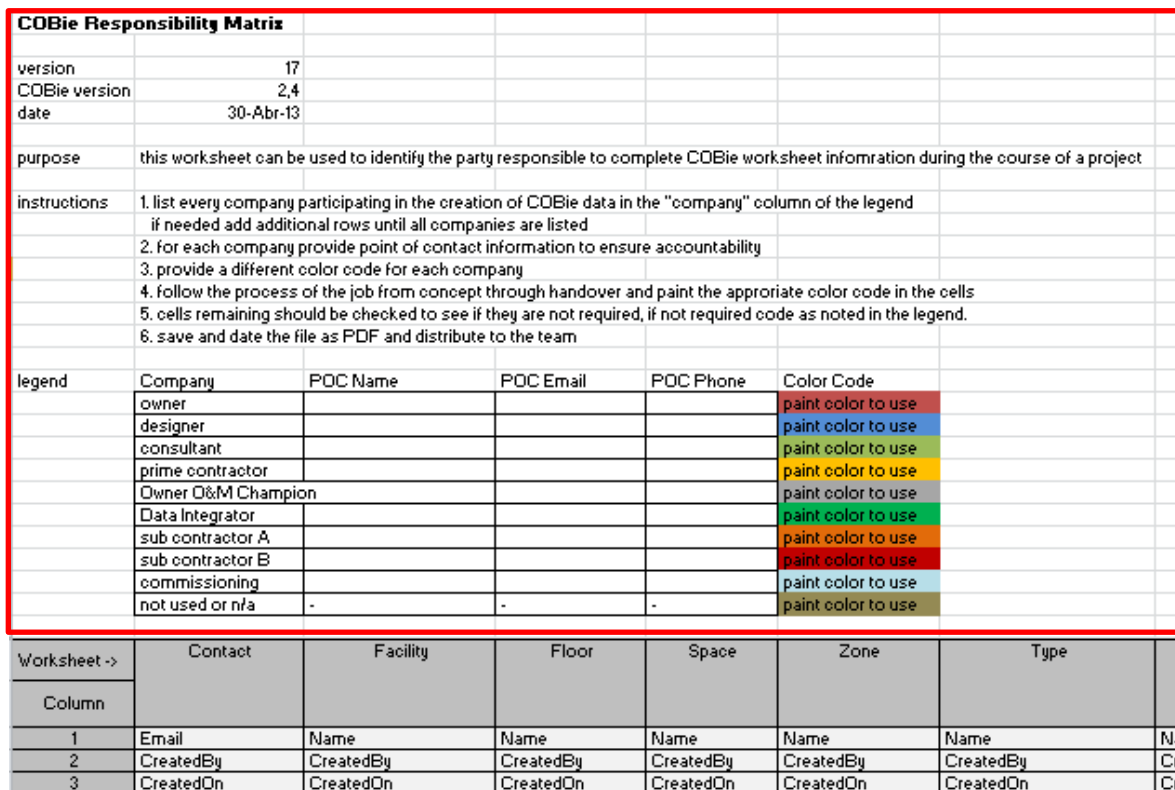 COBie Responsibility Matrix
version 17
COBie version 2,4
date 30-Abr-13
purpose this worksheet can be used to identify the party responsible to complete COBie worksheet infomration during the course of a project
instructions 1. list every company participating in the creation of COBie data in the "company" column of the legend
if needed add additional rows until all companies are listed
2. for each company provide point of contact information to ensure accountability
3. provide a different color code for each company
4. follow the process of the job from concept through handover and paint the approriate color code in the cells
5. cells remaining should be checked to see if they are not required, if not required code as noted in the legend.
6. save and date the file as PDF and distribute to the team
legend Company POC Name POC Email POC Phone Color Code
owner paint color to use
designer paint color to use
consultant paint color to use
prime contractor paint color to use
Owner O&M Champion paint color to use
Data Integrator paint color to use
sub contractor A paint color to use
sub contractor B paint color to use
commissioning paint color to use
not used or n/a - - - paint color to use
Worksheet -> Contact Facility Floor Space Zone Type
Column
1 Email Name Name Name Name Name
2 CreatedBy CreatedBy CreatedBy CreatedBy CreatedBy CreatedBy
3 CreatedOn CreatedOn CreatedOn CreatedOn CreatedOn CreatedOn